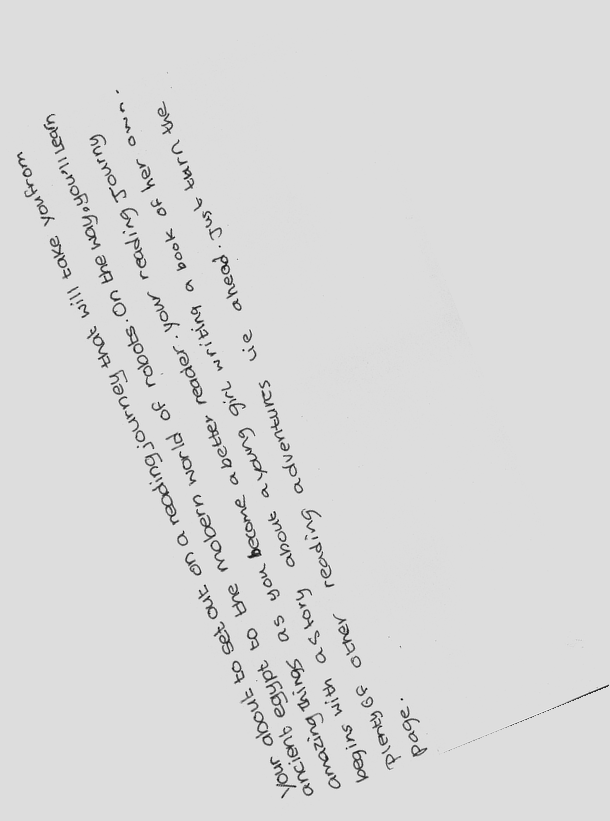 Your about to set out on a reading journey that will take you from
ancient egypt to the modern world of robots. On the way, you'll learn
amazing things as you become a better reader. your reading Journy
begins with a story about a young girl writing a book of her own.
Plenty of other reading adventures lie ahead. Just turn the
page.